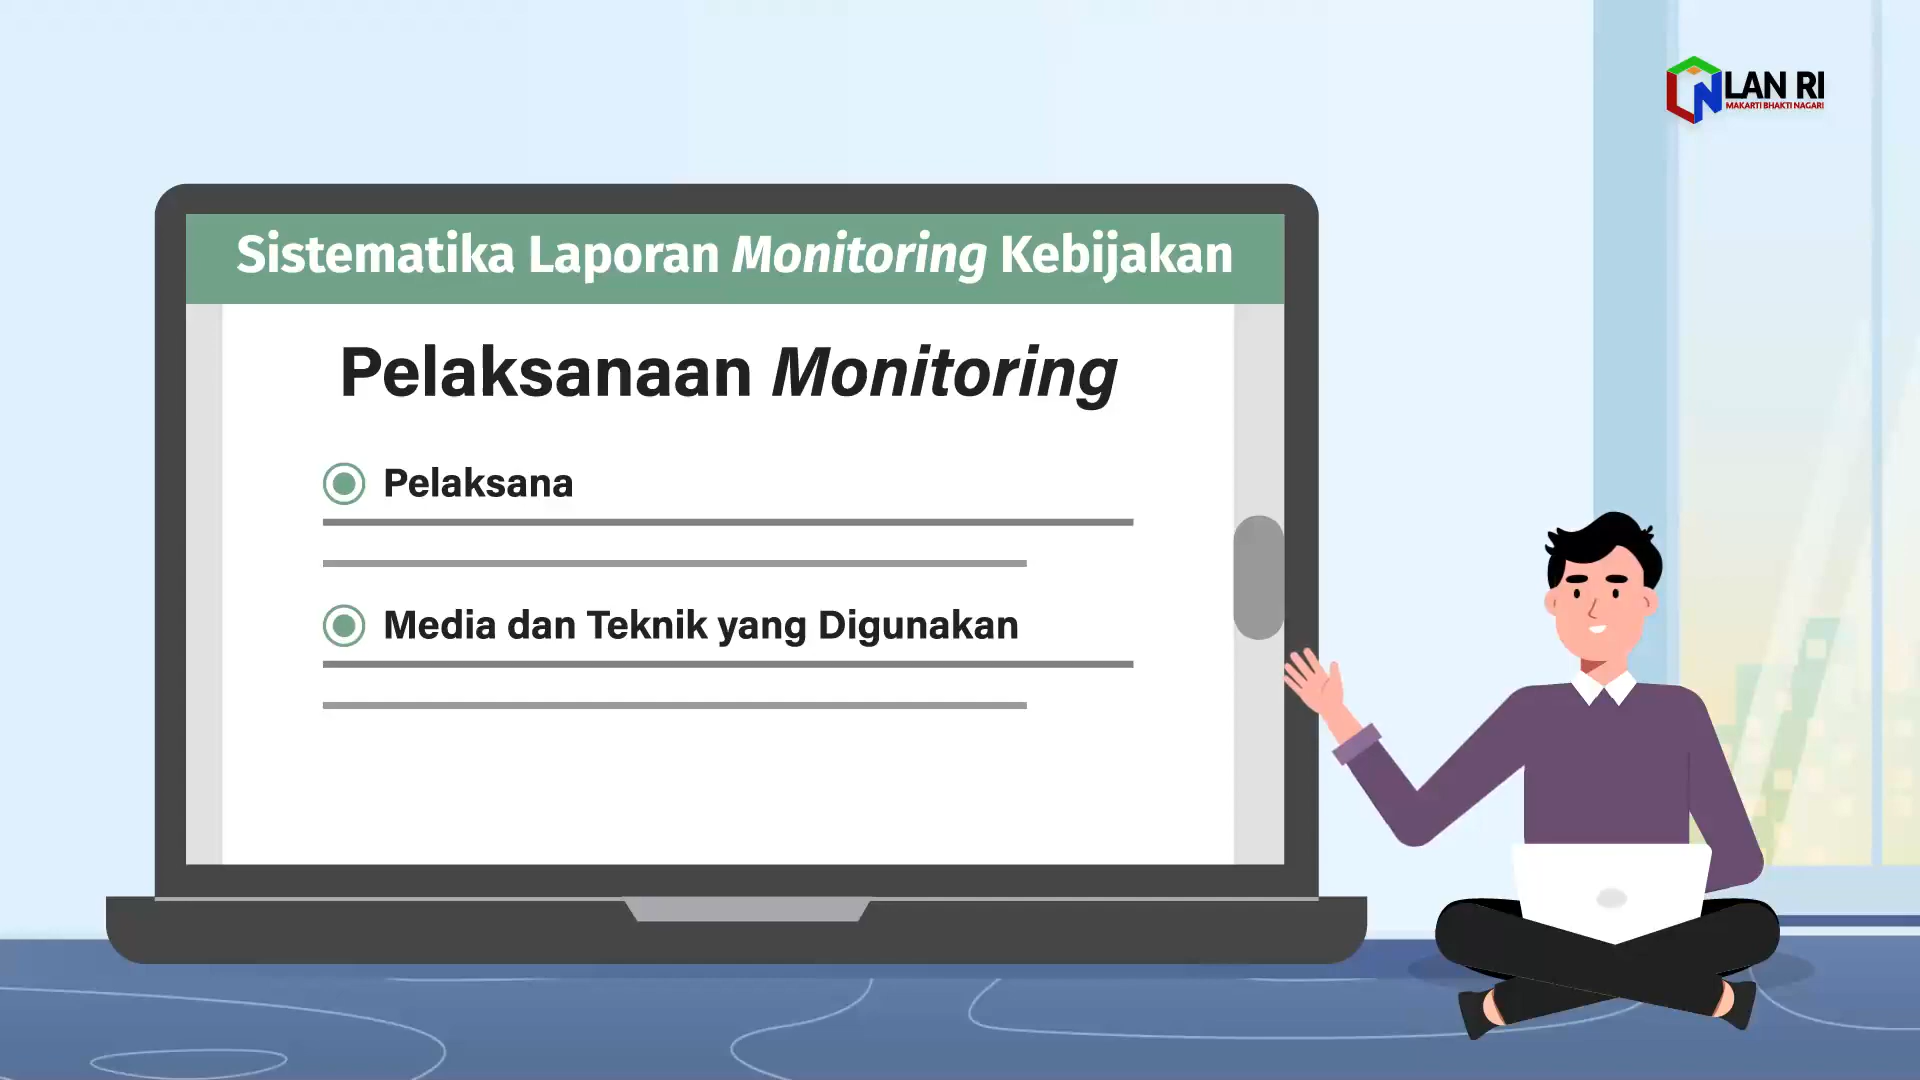 LAN RI
MAKARTI BHAKTI NAGARI
Sistematika Laporan Monitoring Kebijakan
Pelaksanaan Monitoring
Pelaksana
Media dan Teknik yang Digunakan